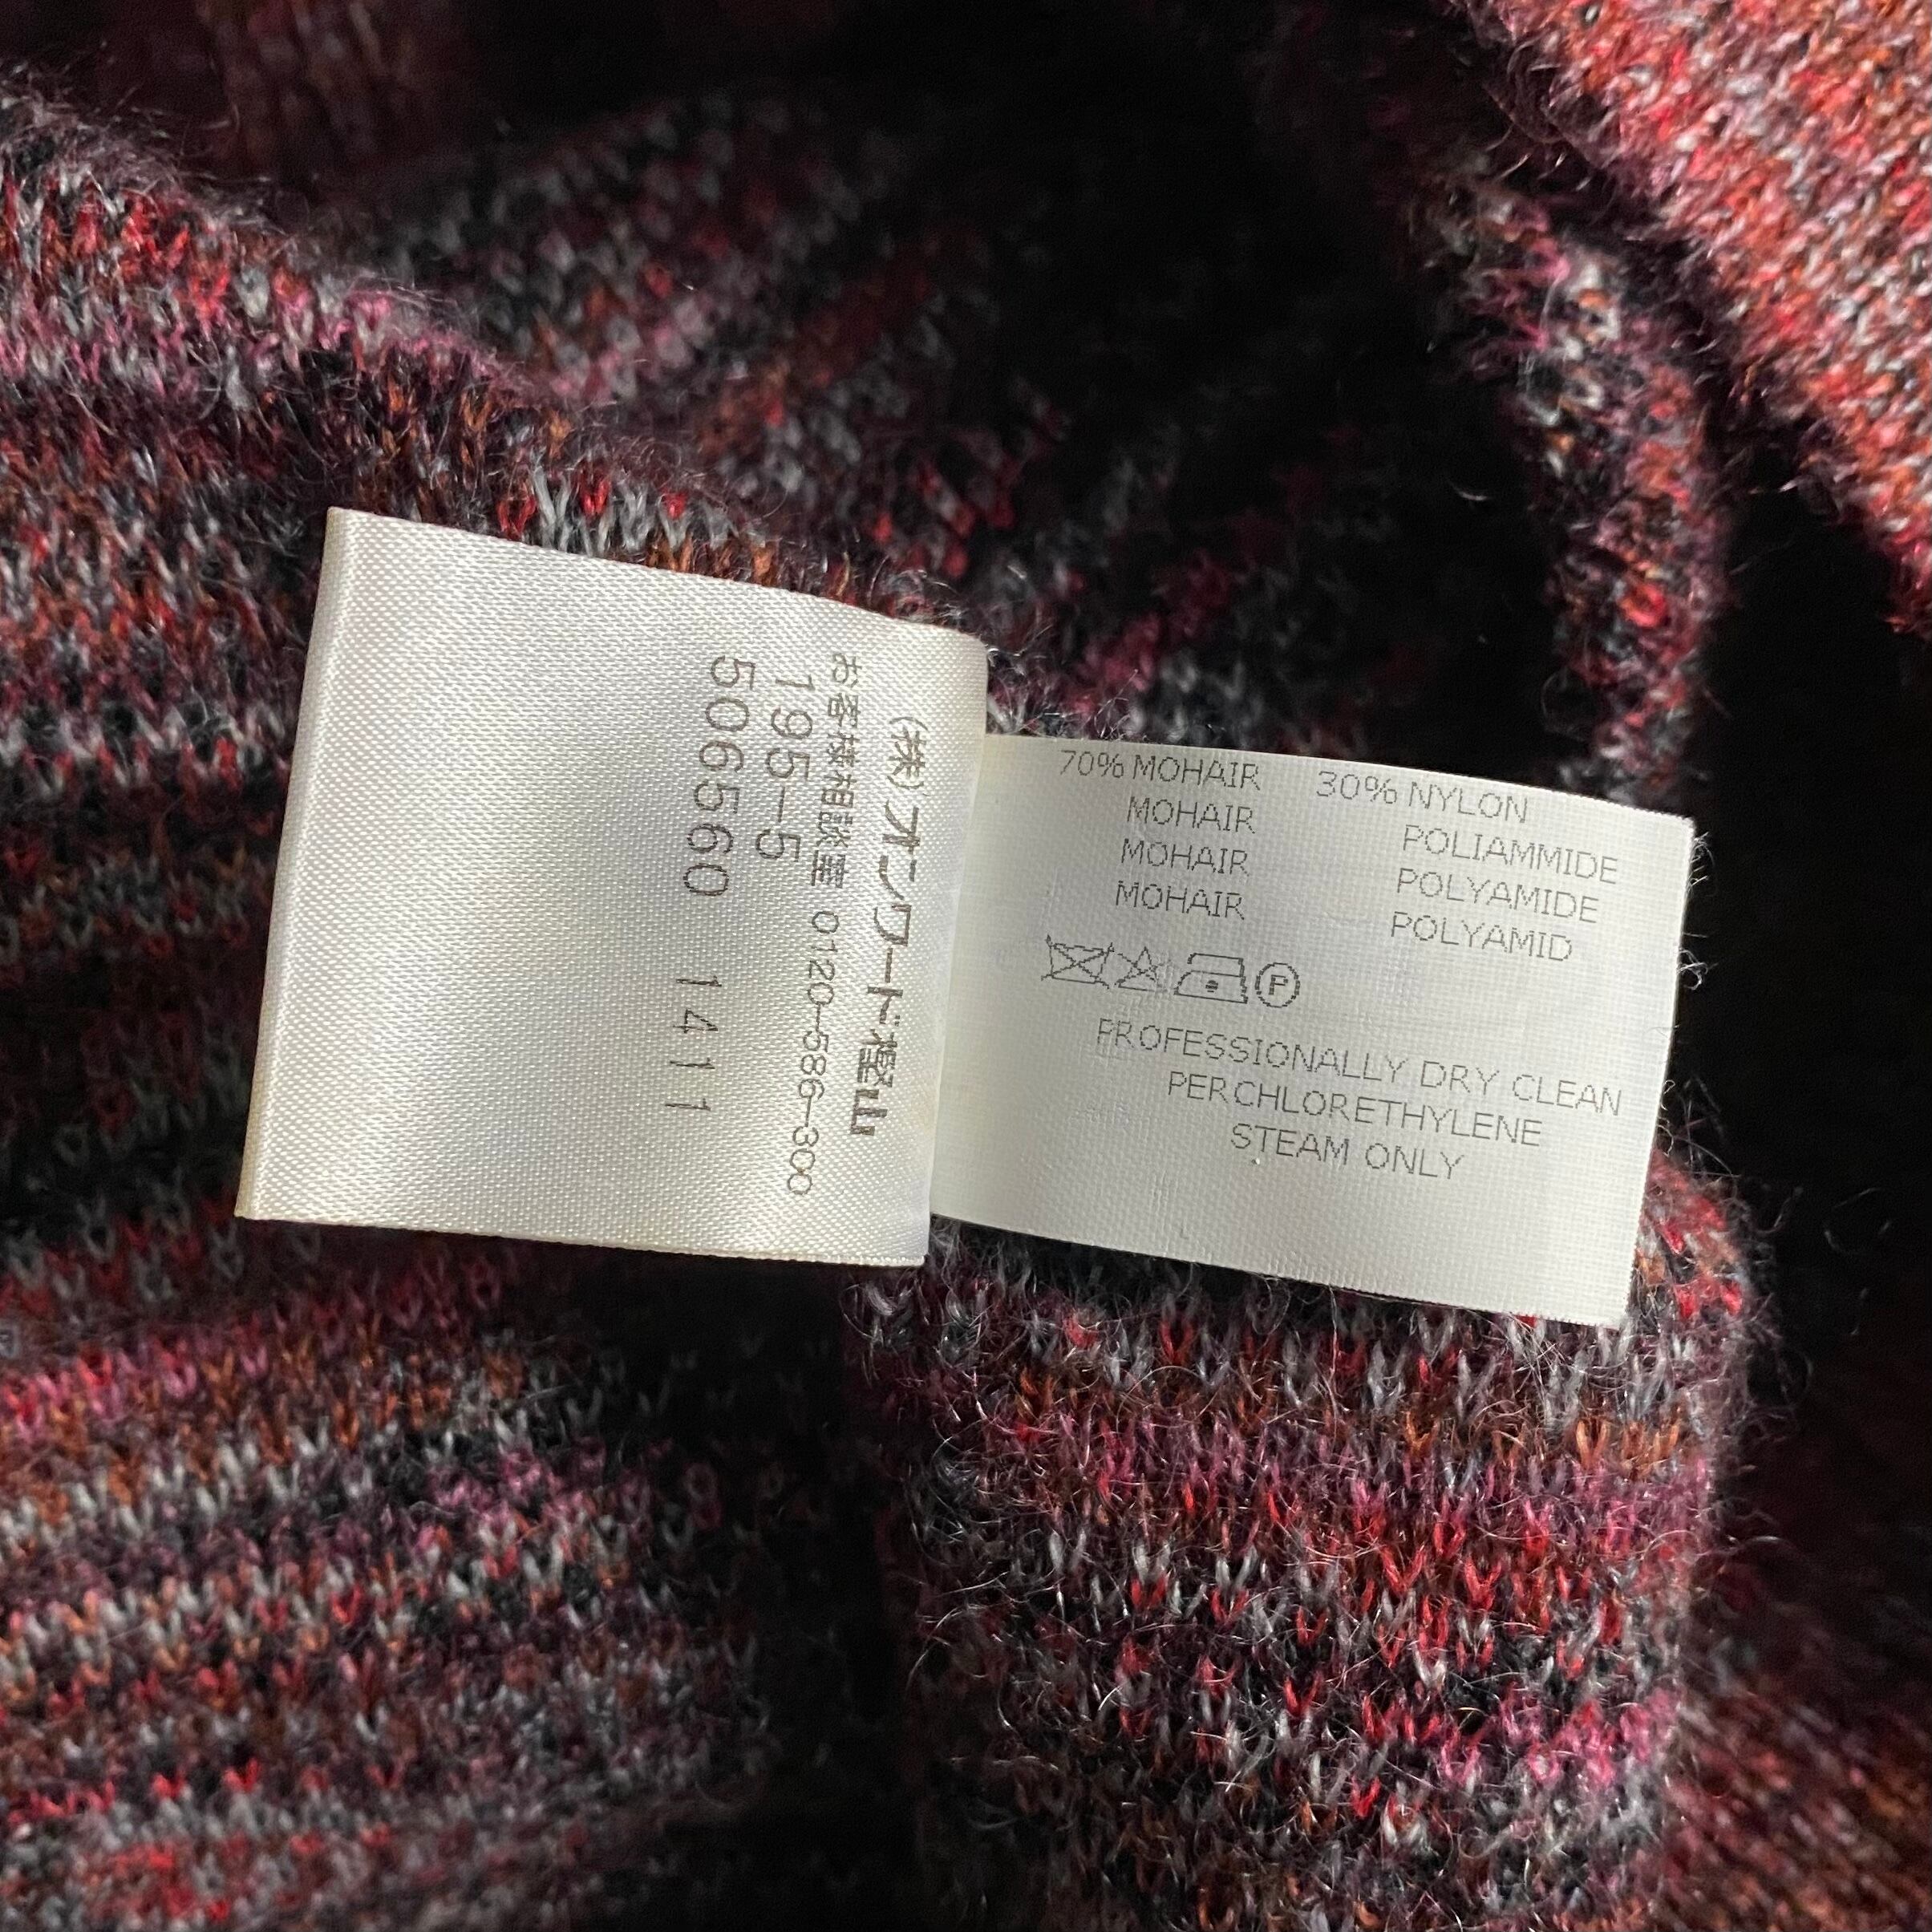 (株)オンワード樫山
お客様相談室 0120-586-300
195-5
506560 1411
70% MOHAIR 30% NYLON
MOHAIR POLIAMMIDE
MOHAIR POLYAMIDE
MOHAIR POLYAMID
P
PROFESSIONALLY DRY CLEAN
PERCHLORETHYLENE
STEAM ONLY